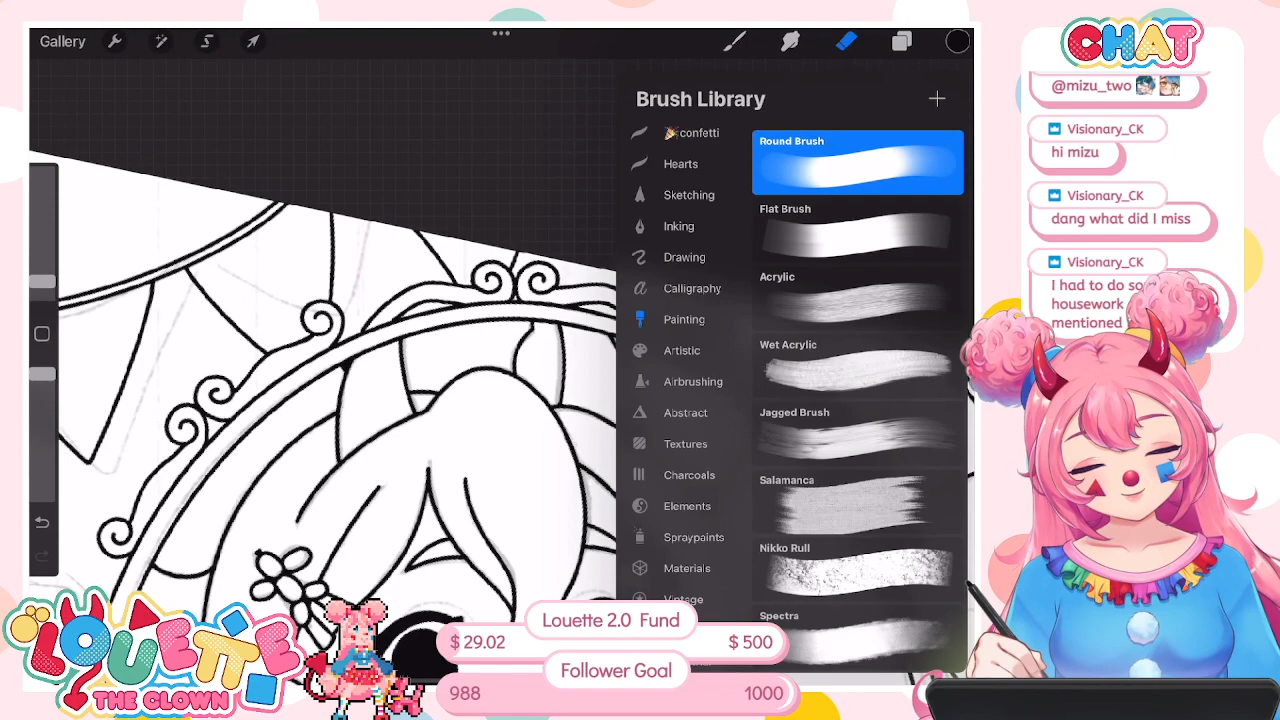 Gallery
Brush Library
confetti
Hearts
Sketching
Inking
Drawing
Calligraphy
Painting
Artistic
Airbrushing
Abstract
Textures
Charcoals
Elements
Spraypaints
Materials
Vintage
Round Brush
Flat Brush
Acrylic
Wet Acrylic
Jagged Brush
Salamanca
Nikko Rull
Spectra
CHAT
@mizu_two
Visionary_CK
hi mizu
Visionary_CK
dang what did I miss
Visionary_CK
I had to do
housework
mentioned
LOUETTE
THE CLOWN
Louette 2.0 Fund
$ 29.02
$ 500
Follower Goal
988
1000